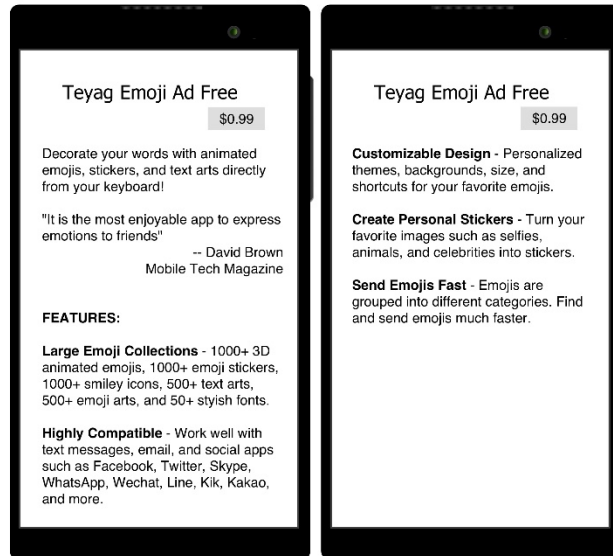 Teyag Emoji Ad Free
$0.99
Decorate your words with animated
emojis, stickers, and text arts directly
from your keyboard!
"It is the most enjoyable app to express
emotions to friends"
-- David Brown
Mobile Tech Magazine
FEATURES:
Large Emoji Collections - 1000+ 3D
animated emojis, 1000+ emoji stickers,
1000+ smiley icons, 500+ text arts,
500+ emoji arts, and 50+ styish fonts.
Highly Compatible - Work well with
text messages, email, and social apps
such as Facebook, Twitter, Skype,
WhatsApp, Wechat, Line, Kik, Kakao,
and more.
Teyag Emoji Ad Free
$0.99
Customizable Design - Personalized
themes, backgrounds, size, and
shortcuts for your favorite emojis.
Create Personal Stickers - Turn your
favorite images such as selfies,
animals, and celebrities into stickers.
Send Emojis Fast - Emojis are
grouped into different categories. Find
and send emojis much faster.